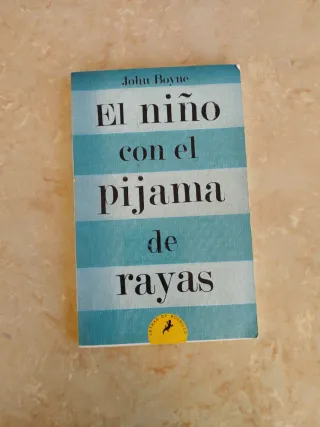 John Boyne
El niño
con el
pijama
de
rayas